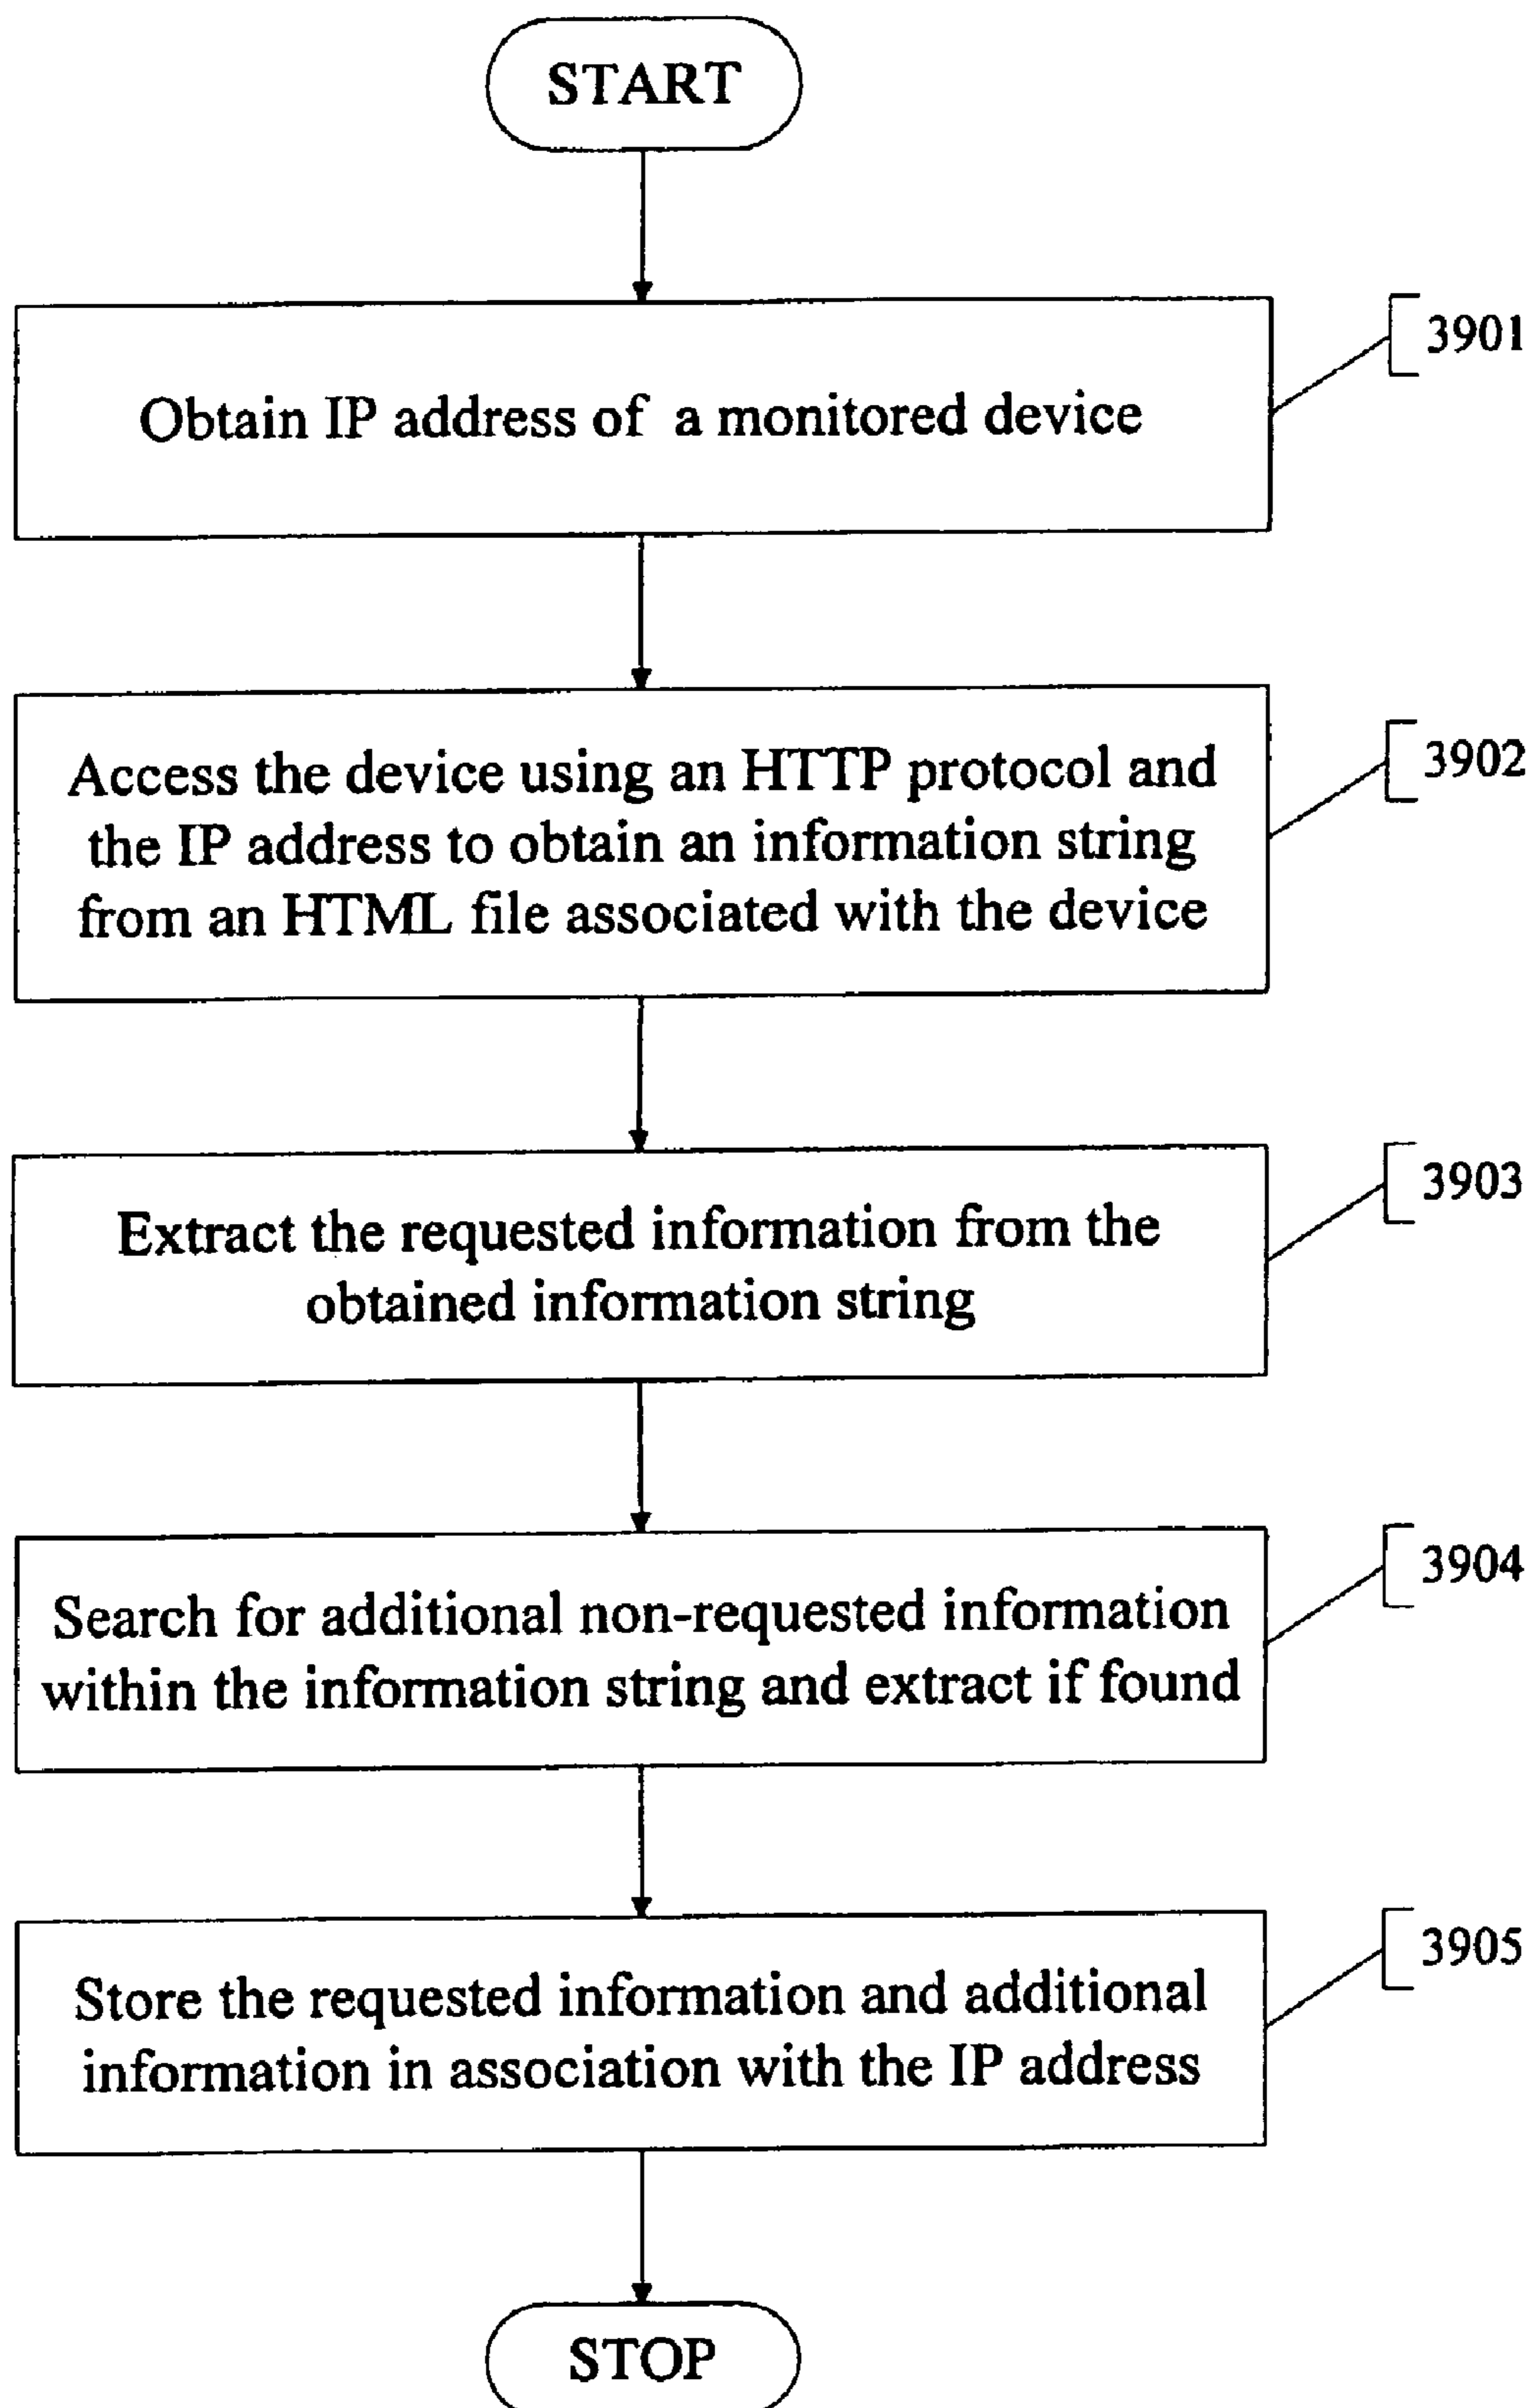 START
Obtain IP address of a monitored device
3901
Access the device using an HTTP protocol and
the IP address to obtain an information string
from an HTML file associated with the device
3902
Extract the requested information from the
obtained information string
3903
Search for additional non-requested information
within the information string and extract if found
3904
Store the requested information and additional
information in association with the IP address
3905
STOP